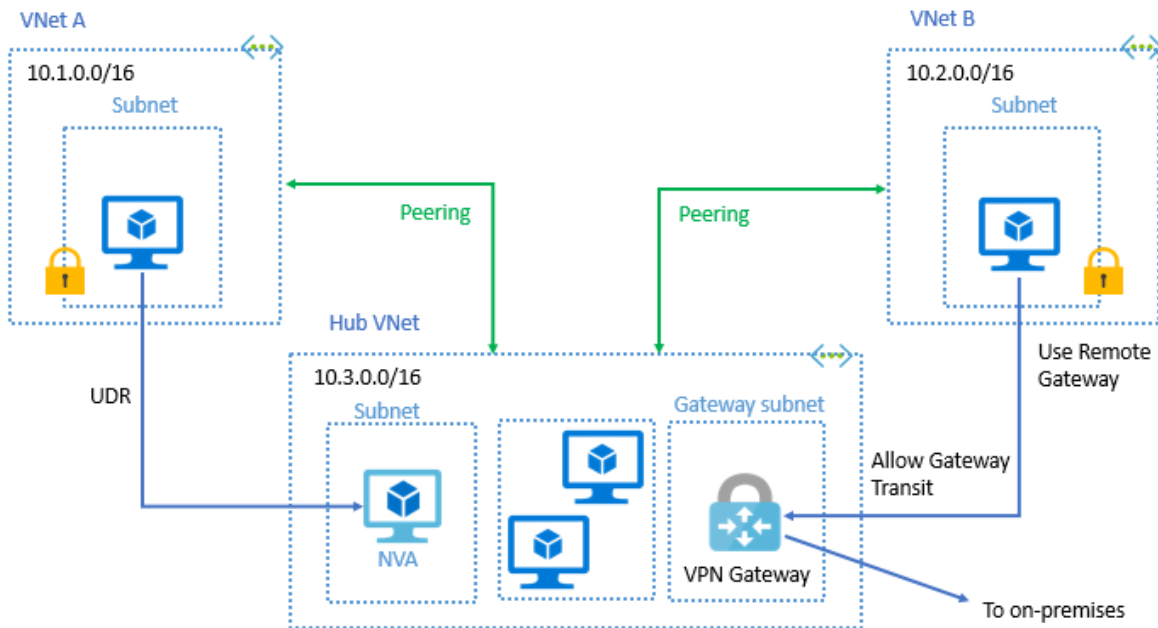 VNet A
VNet B
10.1.0.0/16
10.2.0.0/16
Subnet
Subnet
Peering
Peering
Hub VNet
Use Remote
Gateway
10.3.0.0/16
UDR
Subnet
Gateway subnet
Allow Gateway
Transit
NVA
VPN Gateway
To on-premises